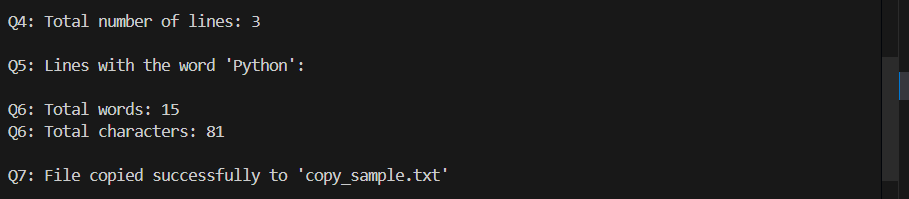 Q4: Total number of lines: 3
Q5: Lines with the word 'Python':
Q6: Total words: 15
Q6: Total characters: 81
Q7: File copied successfully to 'copy_sample.txt'